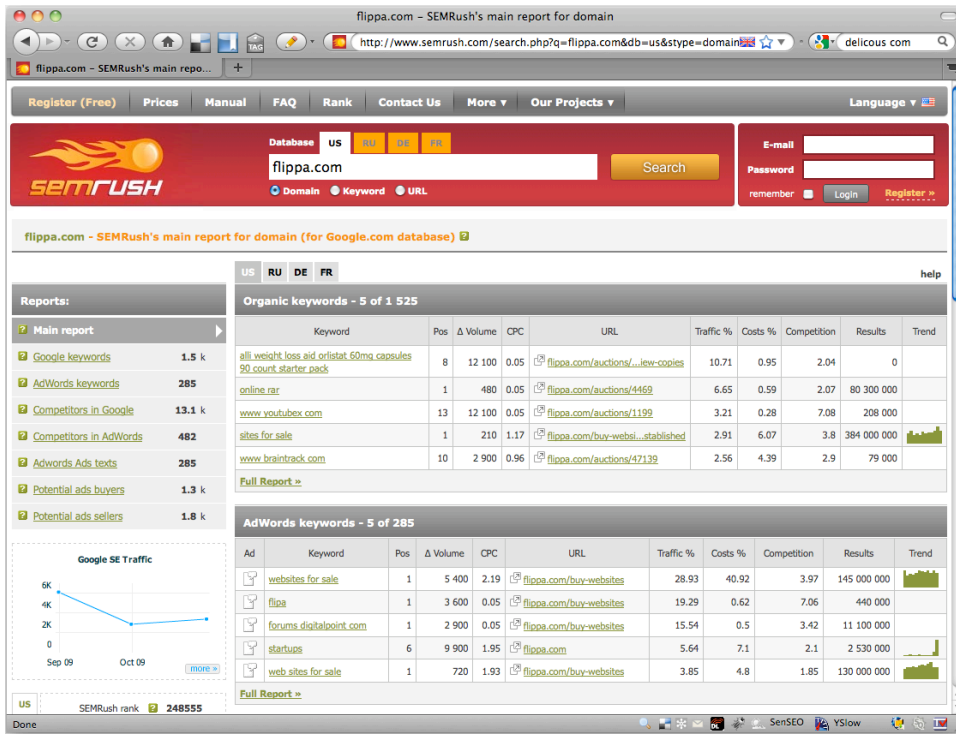 flippa.com - SEMRush's main report for domain
TAG
http://www.semrush.com/search.php?q=flippa.com&db=us&stype=domain
delicous com
flippa.com - SEMRush's main repo... +
Register (Free) Prices Manual FAQ Rank Contact Us More ▾ Our Projects ▾ Language ▾
Database US RU DE FR
flippa.com Search
Domain Keyword URL
semrush
E-mail
Password
remember Login Register »
flippa.com - SEMRush's main report for domain (for Google.com database) ?
US RU DE FR
help
Reports:
? Main report
? Google keywords 1.5 k
? AdWords keywords 285
? Competitors in Google 13.1 k
? Competitors in AdWords 482
? Adwords Ads texts 285
? Potential ads buyers 1.3 k
? Potential ads sellers 1.8 k
Google SE Traffic
6K
4K
2K
0
Sep 09 Oct 09
more »
US
SEMRush rank ? 248555
Organic keywords - 5 of 1 525
Keyword Pos Δ Volume CPC URL Traffic % Costs % Competition Results Trend
alli weight loss aid orlistat 60mg capsules
90 count starter pack 8 12 100 0.05 flippa.com/auctions/...iew-copies 10.71 0.95 2.04 0
online rar 1 480 0.05 flippa.com/auctions/4469 6.65 0.59 2.07 80 300 000
www youtubex com 13 12 100 0.05 flippa.com/auctions/1199 3.21 0.28 7.08 208 000
sites for sale 1 210 1.17 flippa.com/buy-websi...stablished 2.91 6.07 3.8 384 000 000
www braintrack com 10 2 900 0.96 flippa.com/auctions/47139 2.56 4.39 2.9 79 000
Full Report »
AdWords keywords - 5 of 285
Ad Keyword Pos Δ Volume CPC URL Traffic % Costs % Competition Results Trend
websites for sale 1 5 400 2.19 flippa.com/buy-websites 28.93 40.92 3.97 145 000 000
flipa 1 3 600 0.05 flippa.com/buy-websites 19.29 0.62 7.06 440 000
forums digitalpoint com 1 2 900 0.05 flippa.com/buy-websites 15.54 0.5 3.42 11 100 000
startups 6 9 900 1.95 flippa.com 5.64 7.1 2.1 2 530 000
web sites for sale 1 720 1.93 flippa.com/buy-websites 3.85 4.8 1.85 130 000 000
Full Report »
Done
DL SenSEO YSlow